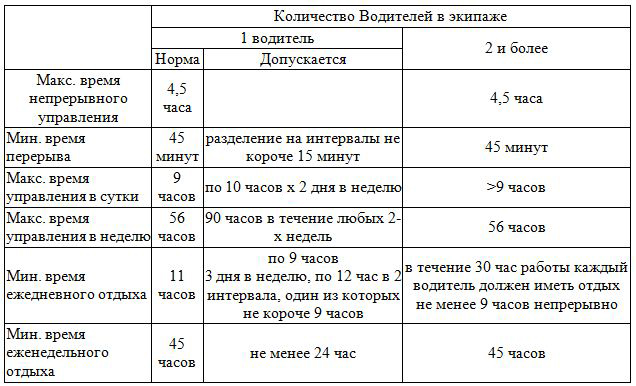 Количество Водителей в экипаже
1 водитель
2 и более
Норма
Допускается
Макс. время
непрерывного
управления
4,5
часа
4,5 часа
Мин. время
перерыва
45
минут
разделение на интервалы не
короче 15 минут
45 минут
Макс. время
управления в сутки
9
часов
по 10 часов х 2 дня в неделю
>9 часов
Макс. время
управления в неделю
56
часов
90 часов в течение любых 2-
х недель
56 часов
Мин. время
ежедневного отдыха
11
часов
по 9 часов
3 дня в неделю, по 12 час в 2
интервала, один из которых
не короче 9 часов
в течение 30 час работы каждый
водитель должен иметь отдых
не менее 9 часов непрерывно
Мин. время
еженедельного
отдыха
45
часов
не менее 24 час
45 часов